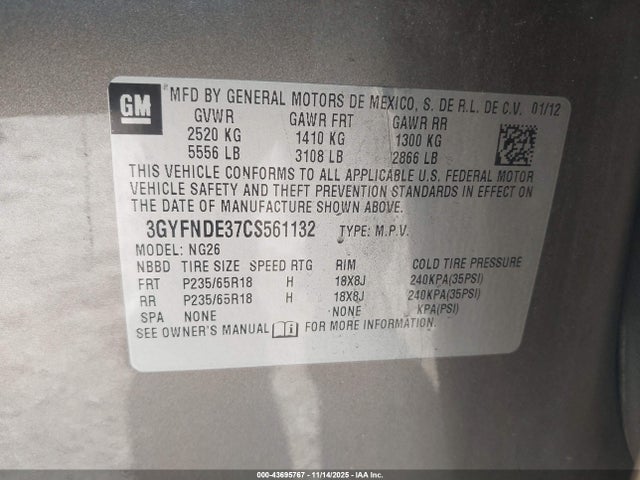 GM
MFD BY GENERAL MOTORS DE MEXICO, S. DE R.L. DE C.V. 01/12
GVWR GAWR FRT GAWR RR
2520 KG 1410 KG 1300 KG
5556 LB 3108 LB 2866 LB
THIS VEHICLE CONFORMS TO ALL APPLICABLE U.S. FEDERAL MOTOR
VEHICLE SAFETY AND THEFT PREVENTION STANDARDS IN EFFECT ON
THE DATE OF MANUFACTURE SHOWN ABOVE.
3GYFNDE37CS561132 TYPE: M.P.V.
MODEL: NG26
NBBD TIRE SIZE SPEED RTG RIM COLD TIRE PRESSURE
FRT P235/65R18 H 18X8J 240KPA(35PSI)
RR P235/65R18 H 18X8J 240KPA(35PSI)
SPA NONE NONE KPA(PSI)
SEE OWNER'S MANUAL i FOR MORE INFORMATION.
000-43695767 - 11/14/2025 - IAA Inc.